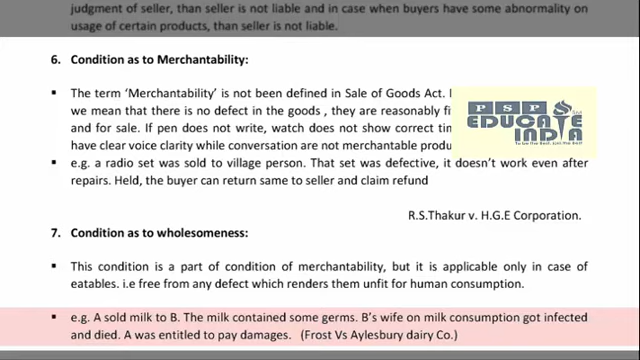 judgment of seller, than seller is not liable and in case when buyers have some abnormality on
usage of certain products, than seller is not liable.
6. Condition as to Merchantability:
▪ The term ‘Merchantability’ is not been defined in Sale of Goods Act.
we mean that there is no defect in the goods , they are reasonably
and for sale. If pen does not write, watch does not show correct
have clear voice clarity while conversation are not merchantable
PSP
EDUCATE
INDIA
To be the Best, Join the Best
▪ e.g. a radio set was sold to village person. That set was defective, it doesn’t work even after
repairs. Held, the buyer can return same to seller and claim refund
R.S.Thakur v. H.G.E Corporation.
7. Condition as to wholesomeness:
▪ This condition is a part of condition of merchantability, but it is applicable only in case of
eatables. i.e free from any defect which renders them unfit for human consumption.
▪ e.g. A sold milk to B. The milk contained some germs. B’s wife on milk consumption got infected
and died. A was entitled to pay damages. (Frost Vs Aylesbury dairy Co.)